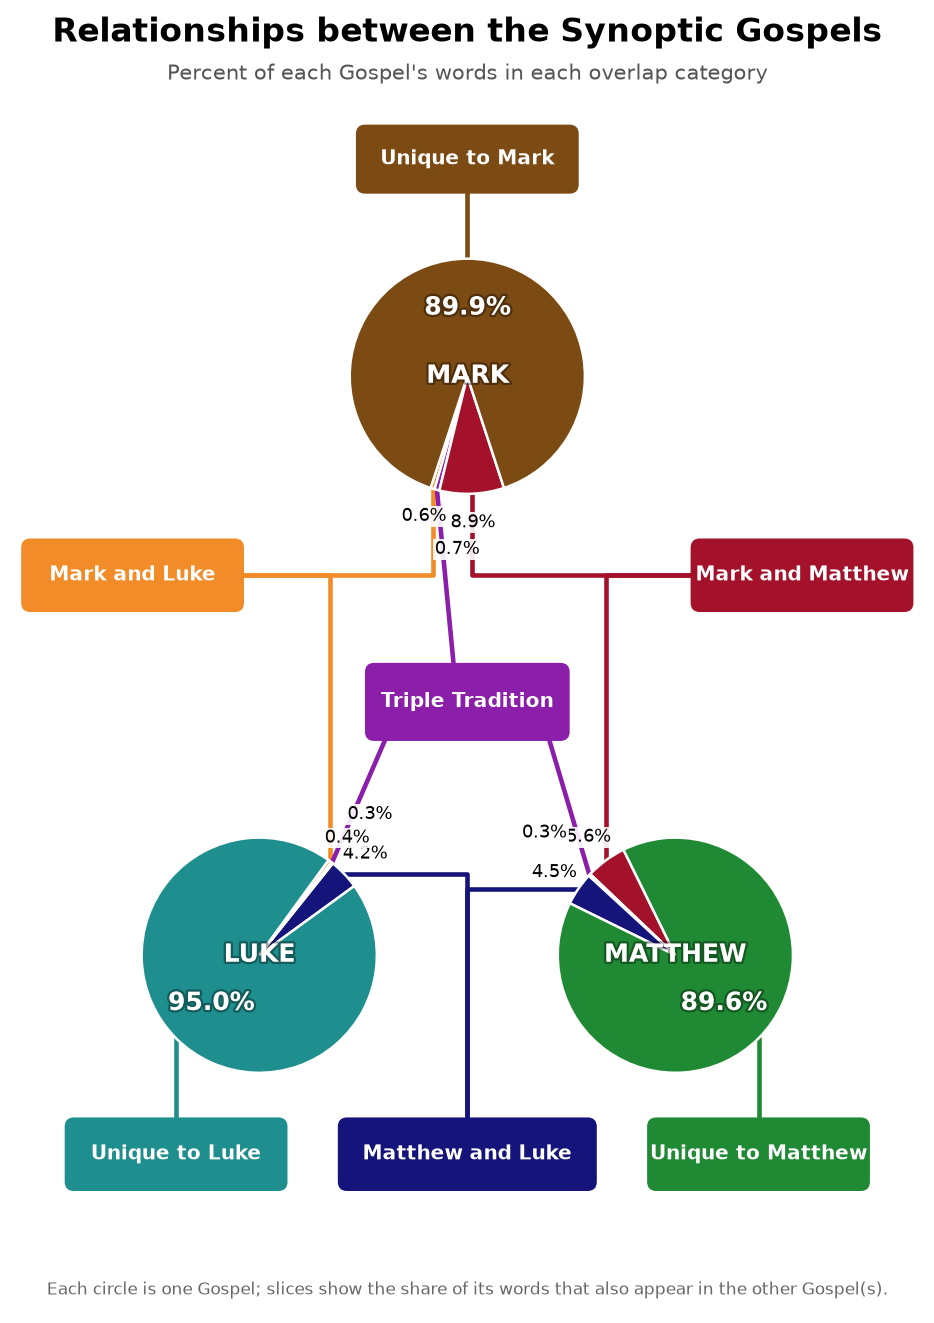 Relationships between the Synoptic Gospels
Percent of each Gospel's words in each overlap category
Unique to Mark
89.9%
MARK
0.6%
8.9%
0.7%
Mark and Luke
Mark and Matthew
Triple Tradition
0.3%
0.4%
4.2%
0.3%
5.6%
4.5%
LUKE
95.0%
MATTHEW
89.6%
Unique to Luke
Matthew and Luke
Unique to Matthew
Each circle is one Gospel; slices show the share of its words that also appear in the other Gospel(s).